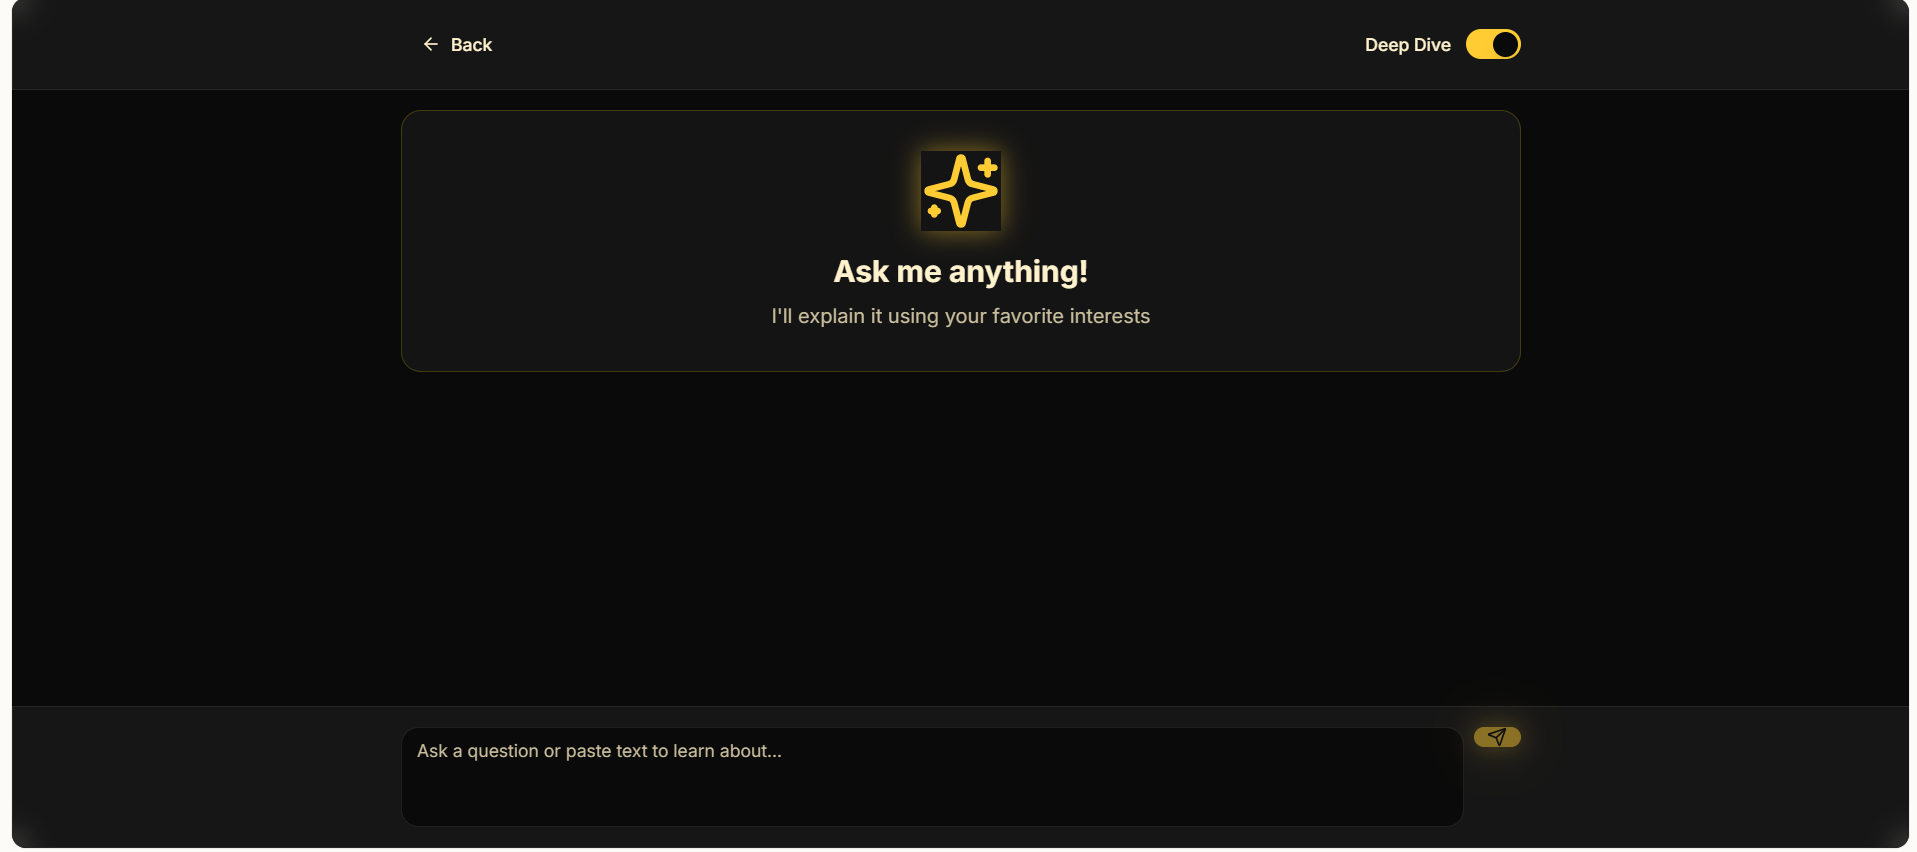 Back
Deep Dive
Ask me anything!
I'll explain it using your favorite interests
Ask a question or paste text to learn about...